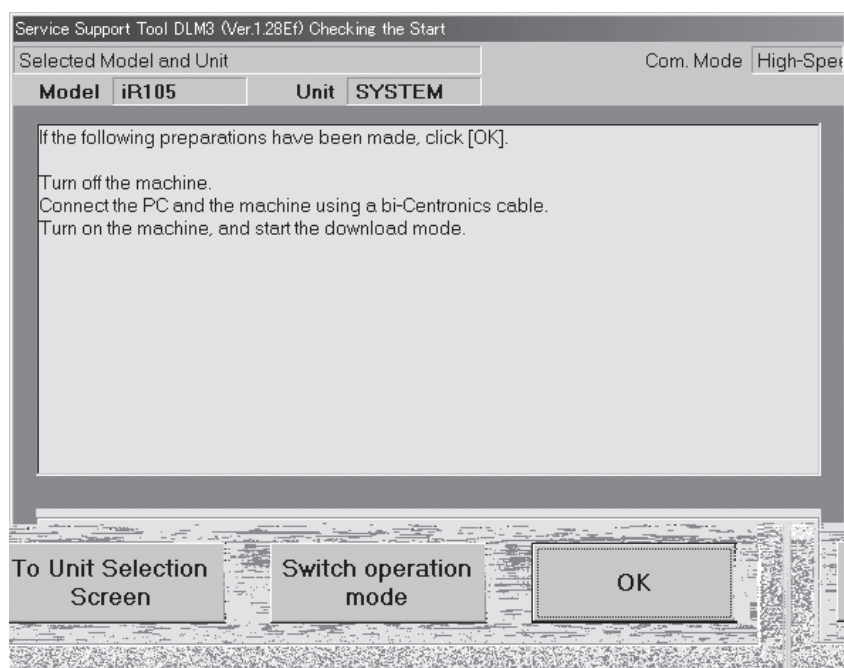 Service Support Tool DLM3 (Ver.1.28Ef) Checking the Start
Selected Model and Unit
Com. Mode
Model iR105 Unit SYSTEM
If the following preparations have been made, click [OK].
Turn off the machine.
Connect the PC and the machine using a bi-Centronics cable.
Turn on the machine, and start the download mode.
To Unit Selection
Screen
Switch operation
mode
OK